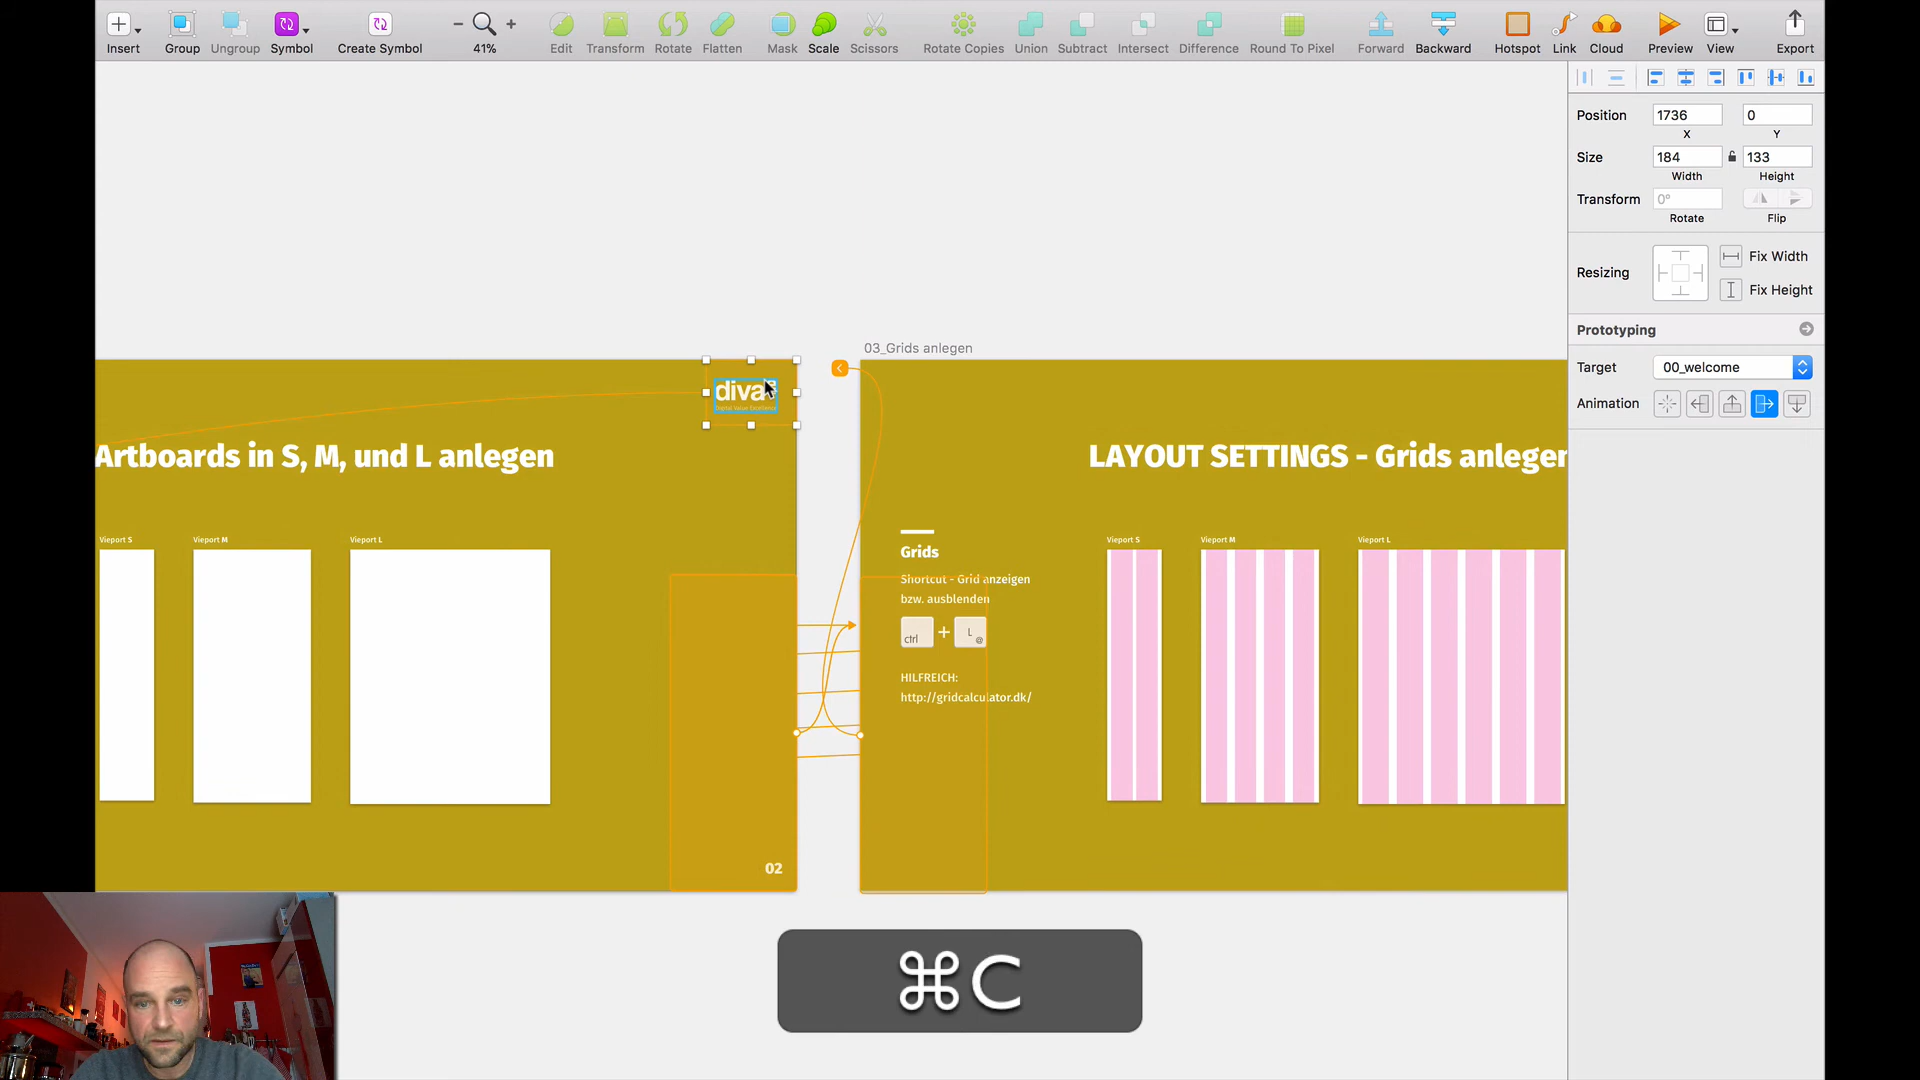 Insert
Group
Ungroup
Symbol
Create Symbol
41%
Edit
Transform
Rotate
Flatten
Mask
Scale
Scissors
Rotate Copies
Union
Subtract
Intersect
Difference
Round To Pixel
Forward
Backward
Hotspot
Link
Cloud
Preview
View
Export
Position
1736
0
X
Y
Size
184
133
Width
Height
Transform
0°
Rotate
Flip
Resizing
Fix Width
Fix Height
Prototyping
Target
00_welcome
Animation
03_Grids anlegen
diva
Digital Value Excellence
Artboards in S, M, und L anlegen
Vieport S
Vieport M
Vieport L
02
LAYOUT SETTINGS - Grids anlegen
Grids
Shortcut - Grid anzeigen
bzw. ausblenden
ctrl + L @
HILFREICH:
http://gridcalculator.dk/
Vieport S
Vieport M
Vieport L
⌘C